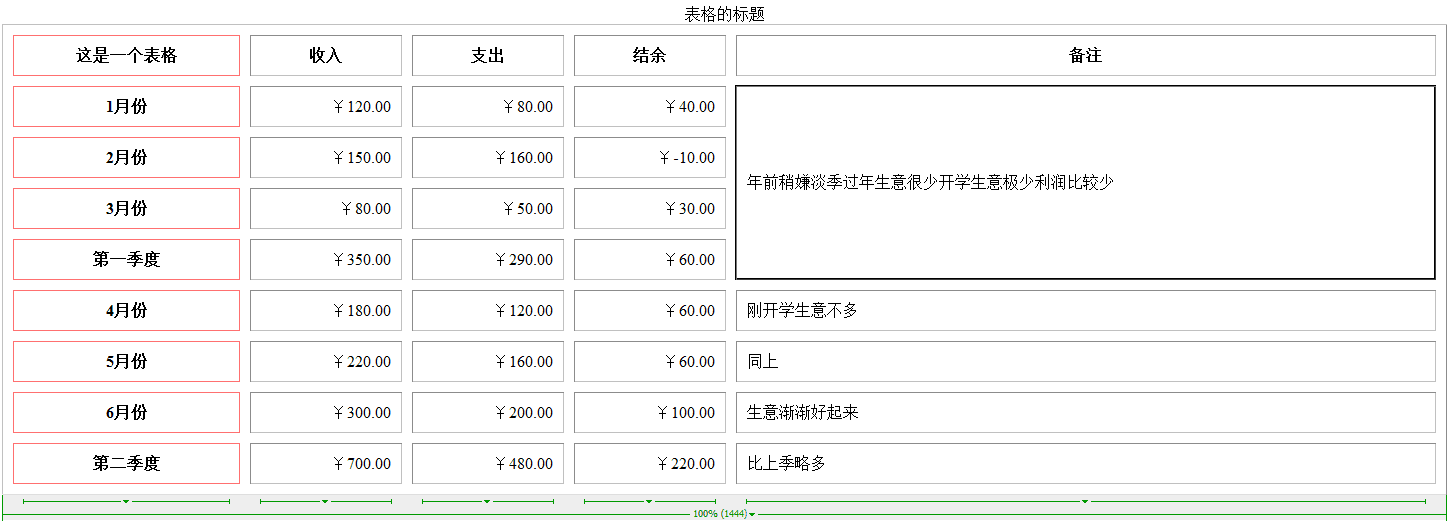 表格的标题
这是一个表格 收入 支出 结余 备注
1月份 ￥120.00 ￥80.00 ￥40.00 年前稍嫌淡季过年生意很少开学生意极少利润比较少
2月份 ￥150.00 ￥160.00 ￥-10.00
3月份 ￥80.00 ￥50.00 ￥30.00
第一季度 ￥350.00 ￥290.00 ￥60.00
4月份 ￥180.00 ￥120.00 ￥60.00 刚开学生意不多
5月份 ￥220.00 ￥160.00 ￥60.00 同上
6月份 ￥300.00 ￥200.00 ￥100.00 生意渐渐好起来
第二季度 ￥700.00 ￥480.00 ￥220.00 比上季略多
100% (1444)